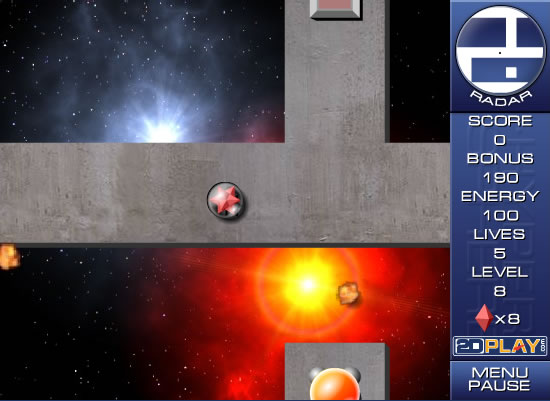 RADAR
SCORE
0
BONUS
190
ENERGY
100
LIVES
5
LEVEL
8
x8
2DPLAY
MENU
PAUSE